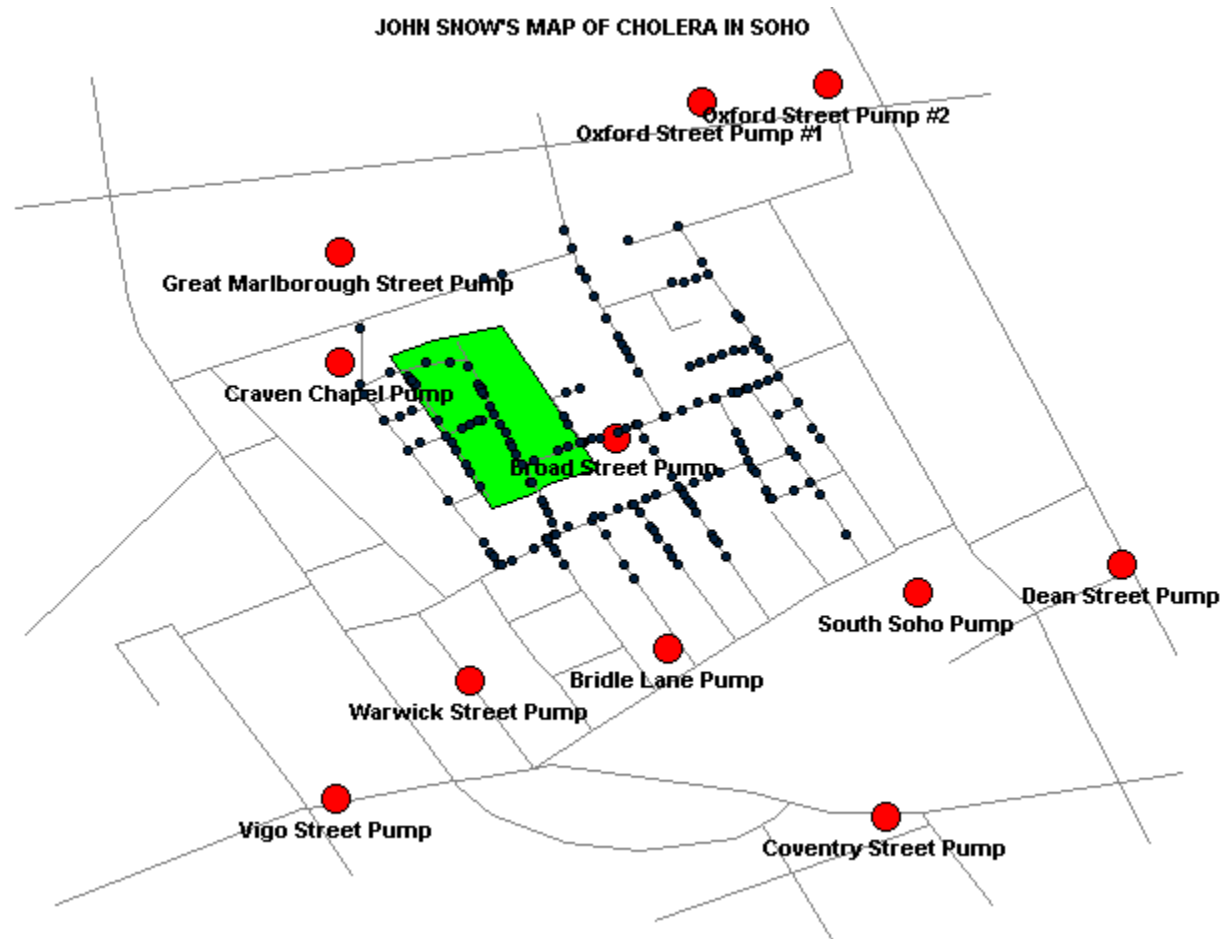 JOHN SNOW'S MAP OF CHOLERA IN SOHO
Oxford Street Pump #2
Oxford Street Pump #1
Great Marlborough Street Pump
Craven Chapel Pump
Broad Street Pump
Dean Street Pump
South Soho Pump
Bridle Lane Pump
Warwick Street Pump
Vigo Street Pump
Coventry Street Pump